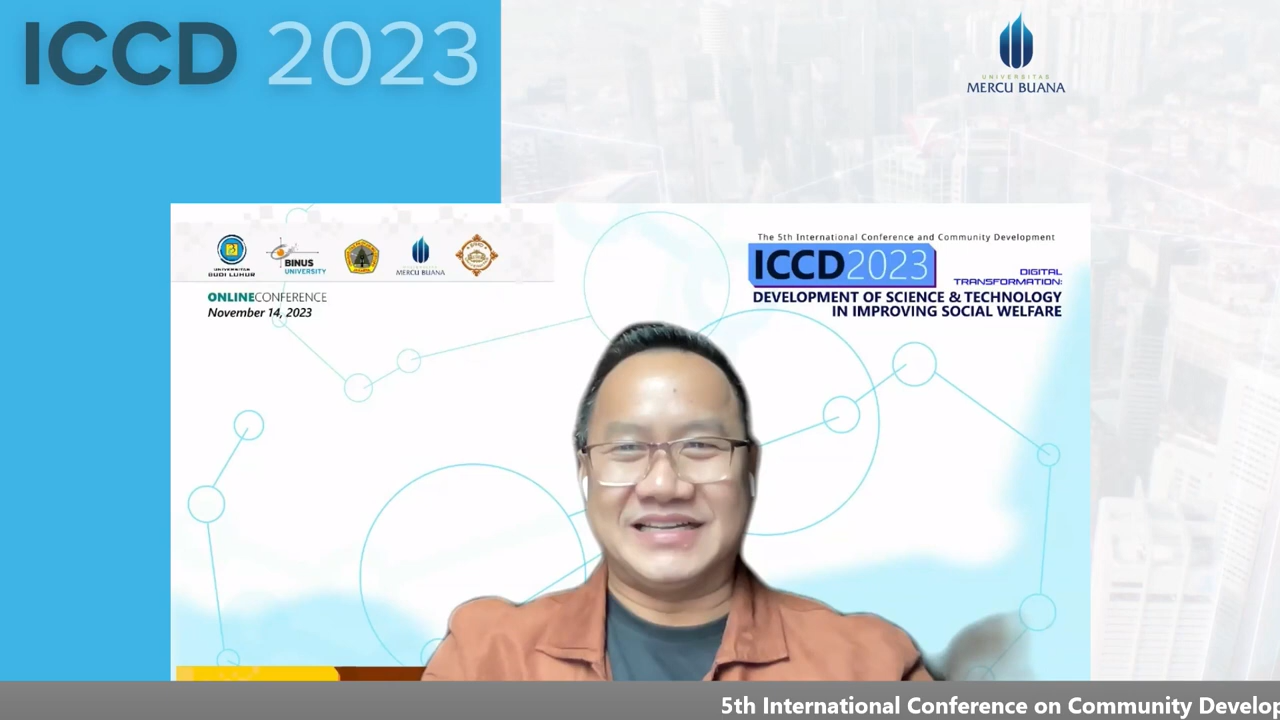 ICCD 2023
UNIVERSITAS
MERCU BUANA
The 5th International Conference and Community Development
ICCD2023
DIGITAL
TRANSFORMATION:
DEVELOPMENT OF SCIENCE & TECHNOLOGY
IN IMPROVING SOCIAL WELFARE
UNIVERSITAS
BUDI LUHUR
BINUS
UNIVERSITY
MERCU BUANA
ONLINECONFERENCE
November 14, 2023
5th International Conference on Community Develop